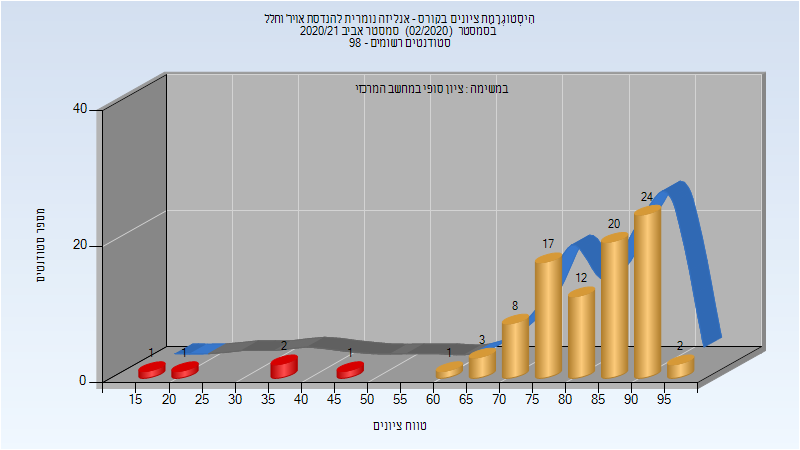 היסטוגרמת ציונים בקורס - אנליזה נומרית להנדסת אויר וחלל
בסמסטר (02/2020) סמסטר אביב 2020/21
סטודנטים רשומים - 98
במשימה : ציון סופי במחשב המרכזי
מספר סטודנטים
40
20
0
1
1
2
1
1
3
8
17
12
20
24
2
15 20 25 30 35 40 45 50 55 60 65 70 75 80 85 90 95
טווח ציונים